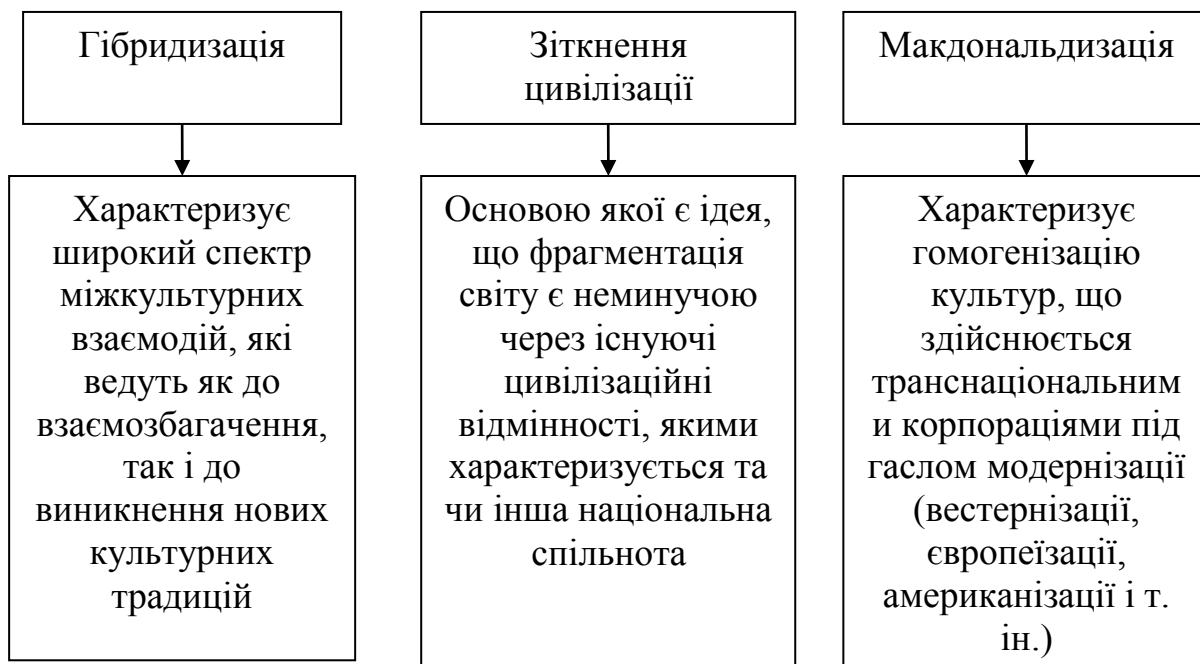 Гібридизація
Зіткнення
цивілізації
Макдональдизація
Характеризує
широкий спектр
міжкультурних
взаємодій, які
ведуть як до
взаємозбагачення,
так і до
виникнення нових
культурних
традицій
Основою якої є ідея,
що фрагментація
світу є неминучою
через існуючі
цивілізаційні
відмінності, якими
характеризується та
чи інша національна
спільнота
Характеризує
гомогенізацію
культур, що
здійснюється
транснаціональним
и корпораціями під
гаслом модернізації
(вестернізації,
європеїзації,
американізації і т.
ін.)